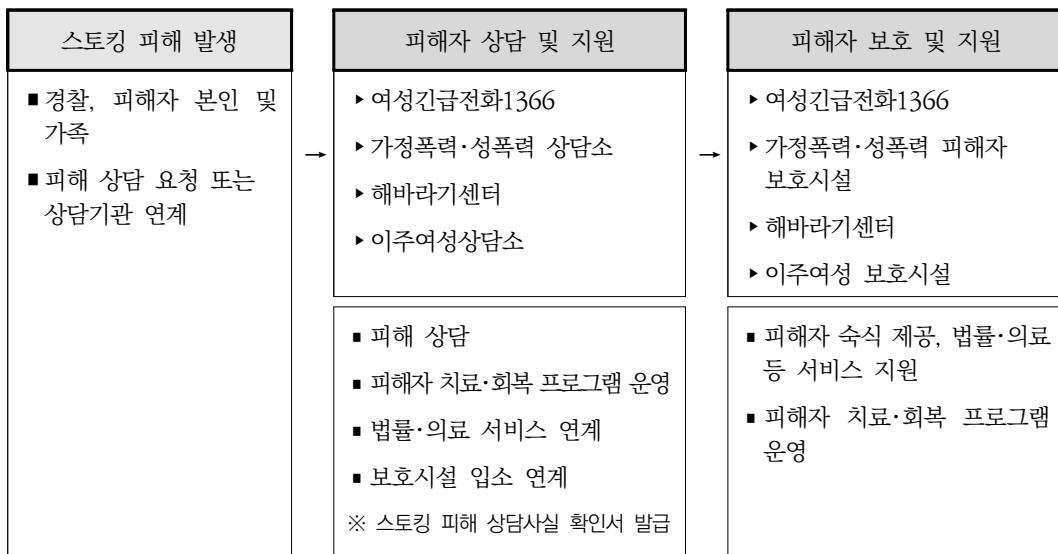 스토킹 피해 발생
■ 경찰, 피해자 본인 및
가족
■ 피해 상담 요청 또는
상담기관 연계
→
피해자 상담 및 지원
▸ 여성긴급전화1366
▸ 가정폭력·성폭력 상담소
▸ 해바라기센터
▸ 이주여성상담소
■ 피해 상담
■ 피해자 치료·회복 프로그램 운영
■ 법률·의료 서비스 연계
■ 보호시설 입소 연계
※ 스토킹 피해 상담사실 확인서 발급
→
피해자 보호 및 지원
▸ 여성긴급전화1366
▸ 가정폭력·성폭력 피해자
보호시설
▸ 해바라기센터
▸ 이주여성 보호시설
■ 피해자 숙식 제공, 법률·의료
등 서비스 지원
■ 피해자 치료·회복 프로그램
운영